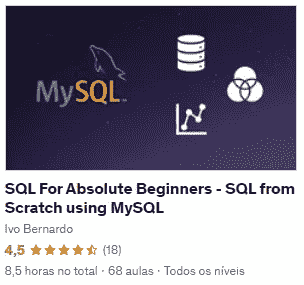 MySQL
SQL For Absolute Beginners - SQL from
Scratch using MySQL
Ivo Bernardo
4,5 (18)
8,5 horas no total · 68 aulas · Todos os níveis